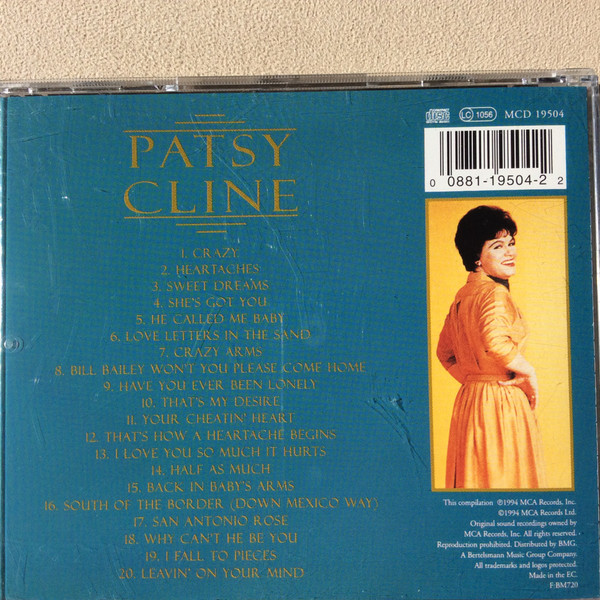 PATSY
CLINE
1. CRAZY
2. HEARTACHES
3. SWEET DREAMS
4. SHE'S GOT YOU
5. HE CALLED ME BABY
6. LOVE LETTERS IN THE SAND
7. CRAZY ARMS
8. BILL BAILEY WON'T YOU PLEASE COME HOME
9. HAVE YOU EVER BEEN LONELY
10. THAT'S MY DESIRE
11. YOUR CHEATIN' HEART
12. THAT'S HOW A HEARTACHE BEGINS
13. I LOVE YOU SO MUCH IT HURTS
14. HALF AS MUCH
15. BACK IN BABY'S ARMS
16. SOUTH OF THE BORDER (DOWN MEXICO WAY)
17. SAN ANTONIO ROSE
18. WHY CAN'T HE BE YOU
19. I FALL TO PIECES
20. LEAVIN' ON YOUR MIND
LC 1056 MCD 19504
0 0881-19504-2 2
This compilation ℗1994 MCA Records, Inc.
©1994 MCA Records Ltd.
Original sound recordings owned by
MCA Records, Inc. All rights reserved.
Reproduction prohibited. Distributed by BMG.
A Bertelsmann Music Group Company.
All trademarks and logos protected.
Made in the EC.
F:BM720